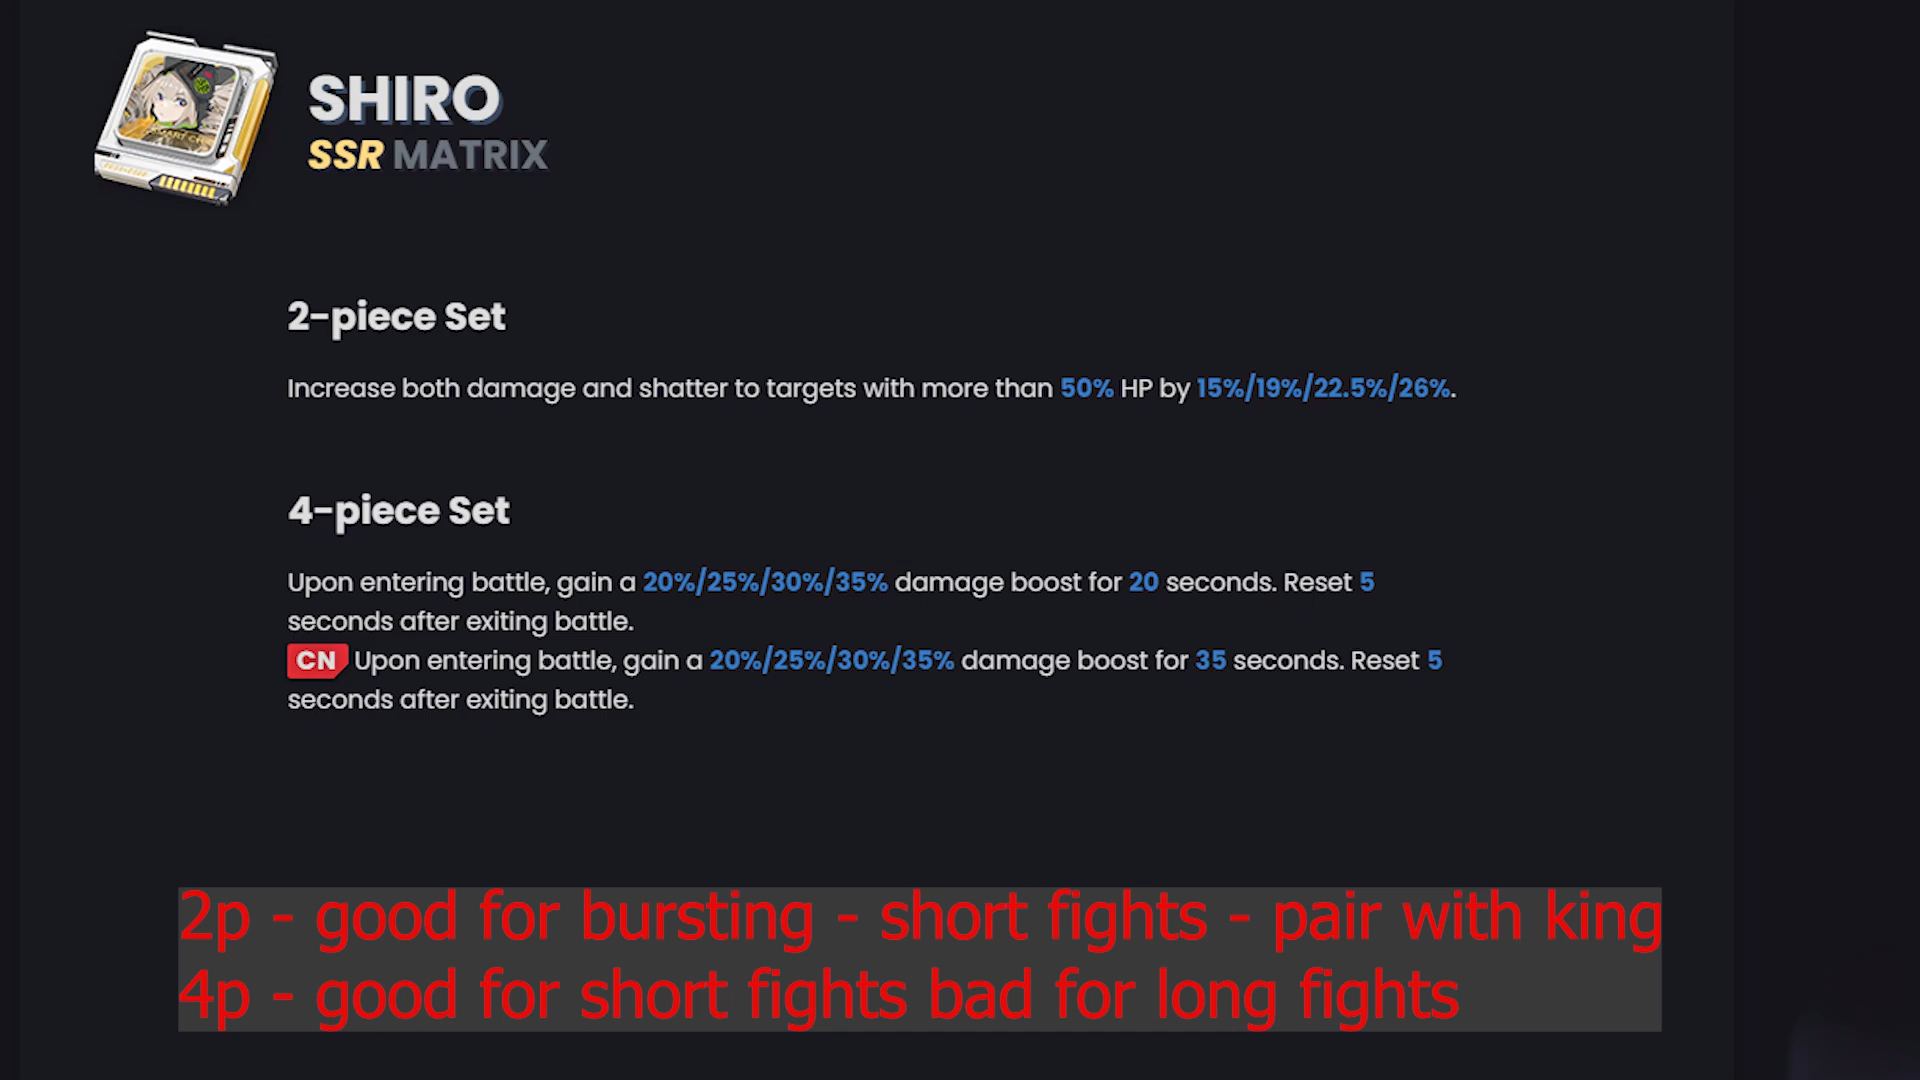 SHIRO
SSR MATRIX
2-piece Set
Increase both damage and shatter to targets with more than 50% HP by 15%/19%/22.5%/26%.
4-piece Set
Upon entering battle, gain a 20%/25%/30%/35% damage boost for 20 seconds. Reset 5
seconds after exiting battle.
CN Upon entering battle, gain a 20%/25%/30%/35% damage boost for 35 seconds. Reset 5
seconds after exiting battle.
2p - good for bursting - short fights - pair with king
4p - good for short fights bad for long fights